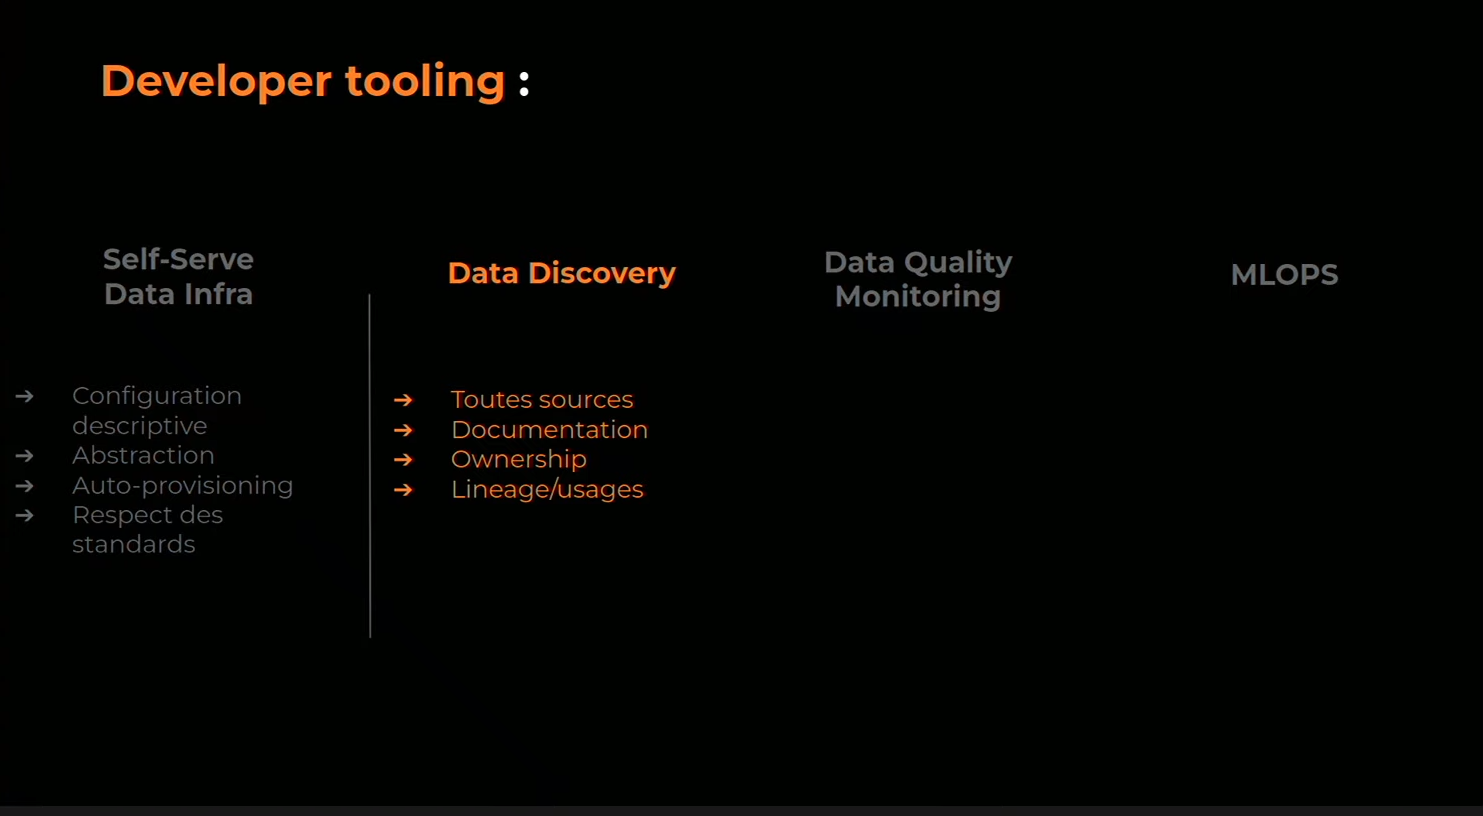 Developer tooling :
Self-Serve
Data Infra
➔ Configuration
descriptive
➔ Abstraction
➔ Auto-provisioning
➔ Respect des
standards
Data Discovery
➔ Toutes sources
➔ Documentation
➔ Ownership
➔ Lineage/usages
Data Quality
Monitoring
MLOPS